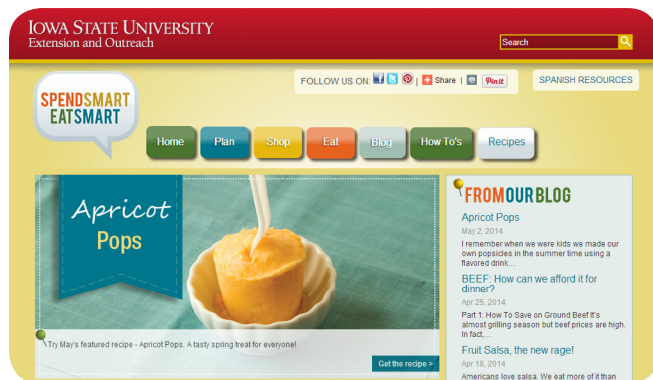 IOWA STATE UNIVERSITY
Extension and Outreach
Search
FOLLOW US ON: | Share | Pin it
SPANISH RESOURCES
SPENDSMART
EATSMART
Home Plan Shop Eat Blog How To's Recipes
Apricot
Pops
Try May's featured recipe - Apricot Pops. A tasty spring treat for everyone!
Get the recipe >
FROMOURBLOG
Apricot Pops
May 2, 2014
I remember when we were kids we made our
own popsicles in the summer time using a
flavored drink...
BEEF: How can we afford it for
dinner?
Apr 25, 2014
Part 1: How To Save on Ground Beef It's
almost grilling season but beef prices are high.
In fact,...
Fruit Salsa, the new rage!
Apr 18, 2014
Americans love salsa. We eat more of it than